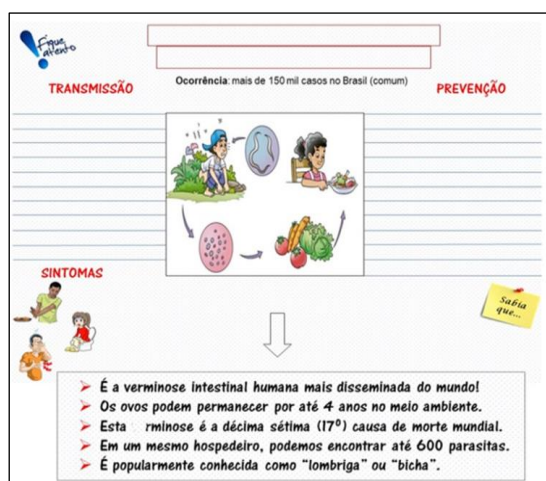 Fique atento
Ocorrência: mais de 150 mil casos no Brasil (comum)
TRANSMISSÃO
PREVENÇÃO
SINTOMAS
Sabia
que...
➤ É a verminose intestinal humana mais disseminada do mundo!
➤ Os ovos podem permanecer por até 4 anos no meio ambiente.
➤ Esta rminose é a décima sétima (17º) causa de morte mundial.
➤ Em um mesmo hospedeiro, podemos encontrar até 600 parasitas.
➤ É popularmente conhecida como “lombriga” ou “bicha”.